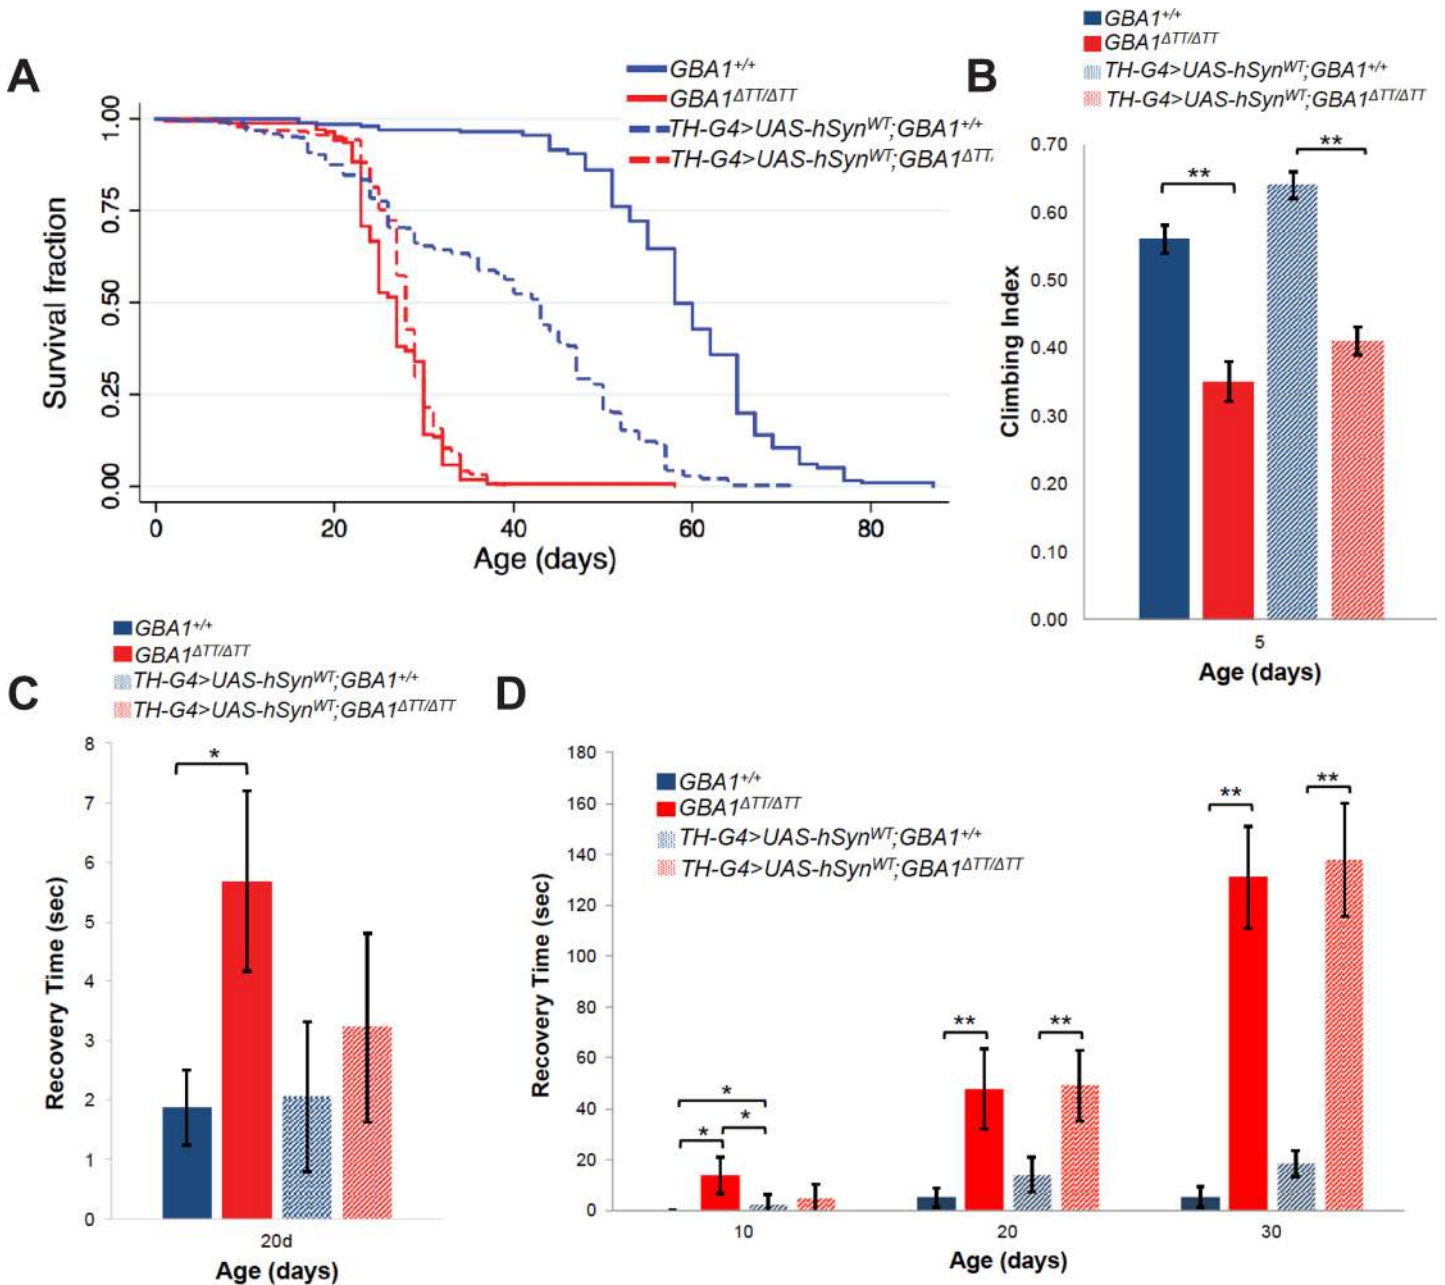 A
GBA1+/+
GBA1ΔTT/ΔTT
TH-G4>UAS-hSynWT;GBA1+/+
TH-G4>UAS-hSynWT;GBA1ΔTT/
Survival fraction
1.00
0.75
0.50
0.25
0.00
0 20 40 60 80
Age (days)
B
GBA1+/+
GBA1ΔTT/ΔTT
TH-G4>UAS-hSynWT;GBA1+/+
TH-G4>UAS-hSynWT;GBA1ΔTT/ΔTT
Climbing Index
0.70
0.60
0.50
0.40
0.30
0.20
0.10
0.00
**
**
5
Age (days)
C
GBA1+/+
GBA1ΔTT/ΔTT
TH-G4>UAS-hSynWT;GBA1+/+
TH-G4>UAS-hSynWT;GBA1ΔTT/ΔTT
Recovery Time (sec)
8
7
6
5
4
3
2
1
0
*
20d
Age (days)
D
GBA1+/+
GBA1ΔTT/ΔTT
TH-G4>UAS-hSynWT;GBA1+/+
TH-G4>UAS-hSynWT;GBA1ΔTT/ΔTT
Recovery Time (sec)
180
160
140
120
100
80
60
40
20
0
*
*
*
**
**
**
**
10 20 30
Age (days)